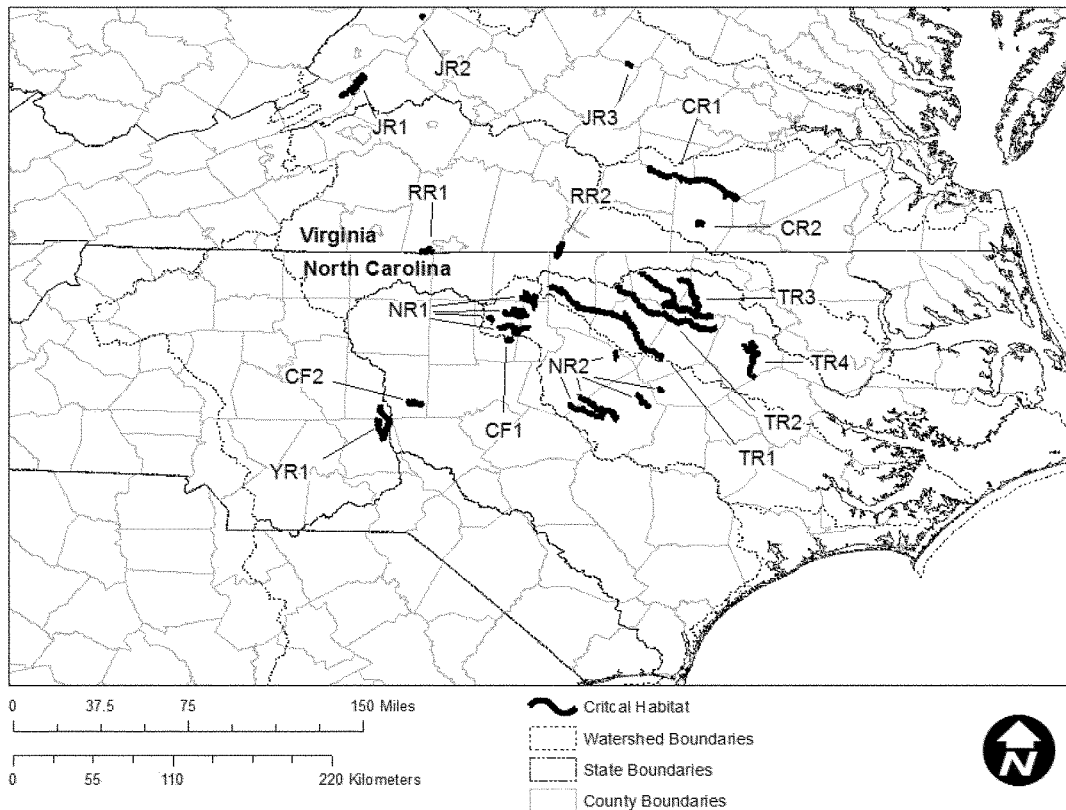 JR2
JR1
JR3
CR1
RR1
RR2
CR2
Virginia
North Carolina
NR1
TR3
CF2
NR2
TR4
CF1
TR2
YR1
TR1
0 37.5 75 150 Miles
0 55 110 220 Kilometers
Critcal Habitat
Watershed Boundaries
State Boundaries
County Boundaries
N